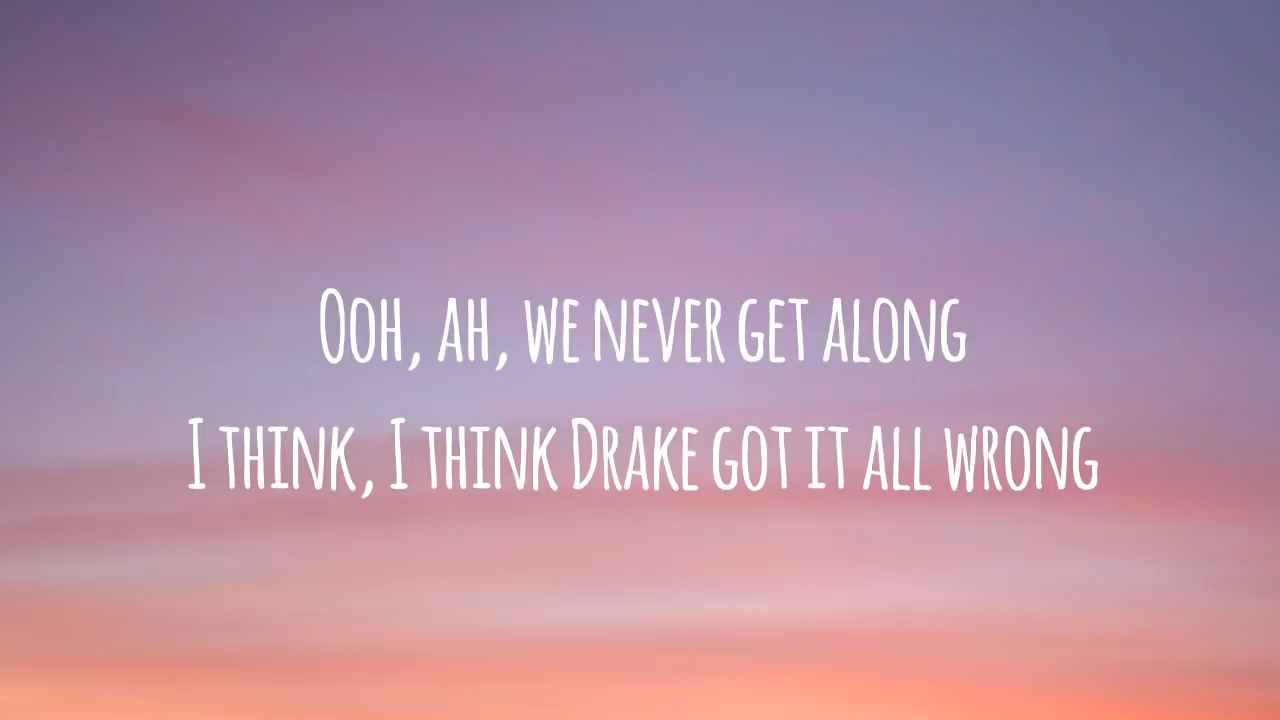 Ooh, ah, we never get along
I think, I think Drake got it all wrong